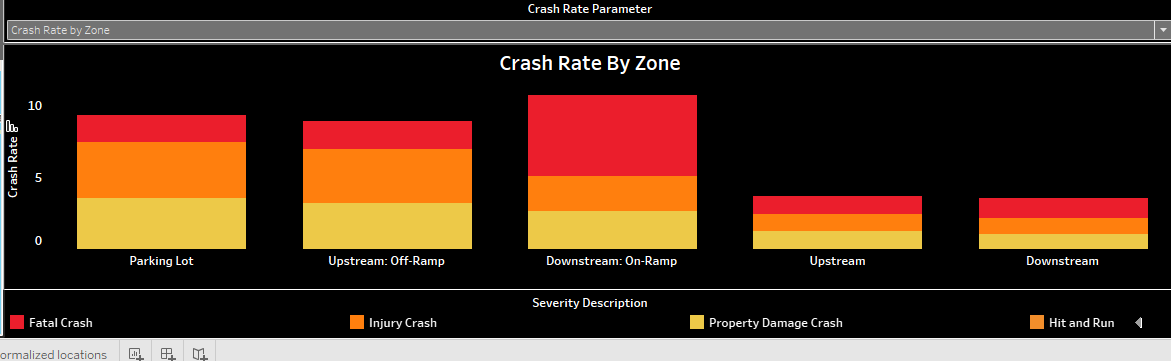 Crash Rate Parameter
Crash Rate by Zone
Crash Rate By Zone
10
5
0
Crash Rate
Parking Lot
Upstream: Off-Ramp
Downstream: On-Ramp
Upstream
Downstream
Severity Description
Fatal Crash
Injury Crash
Property Damage Crash
Hit and Run
ormalized locations